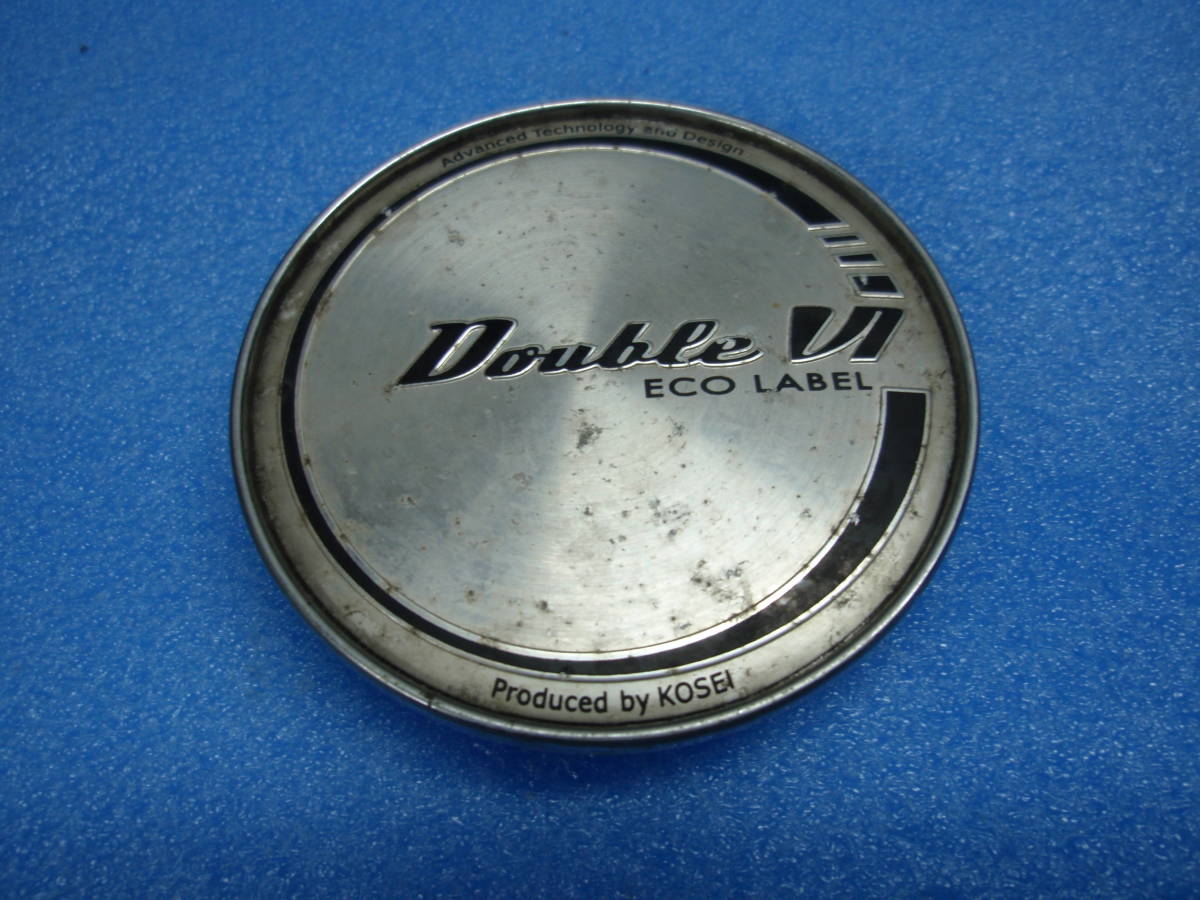 Advanced Technology and Design
Double VI
ECO LABEL
Produced by KOSEI